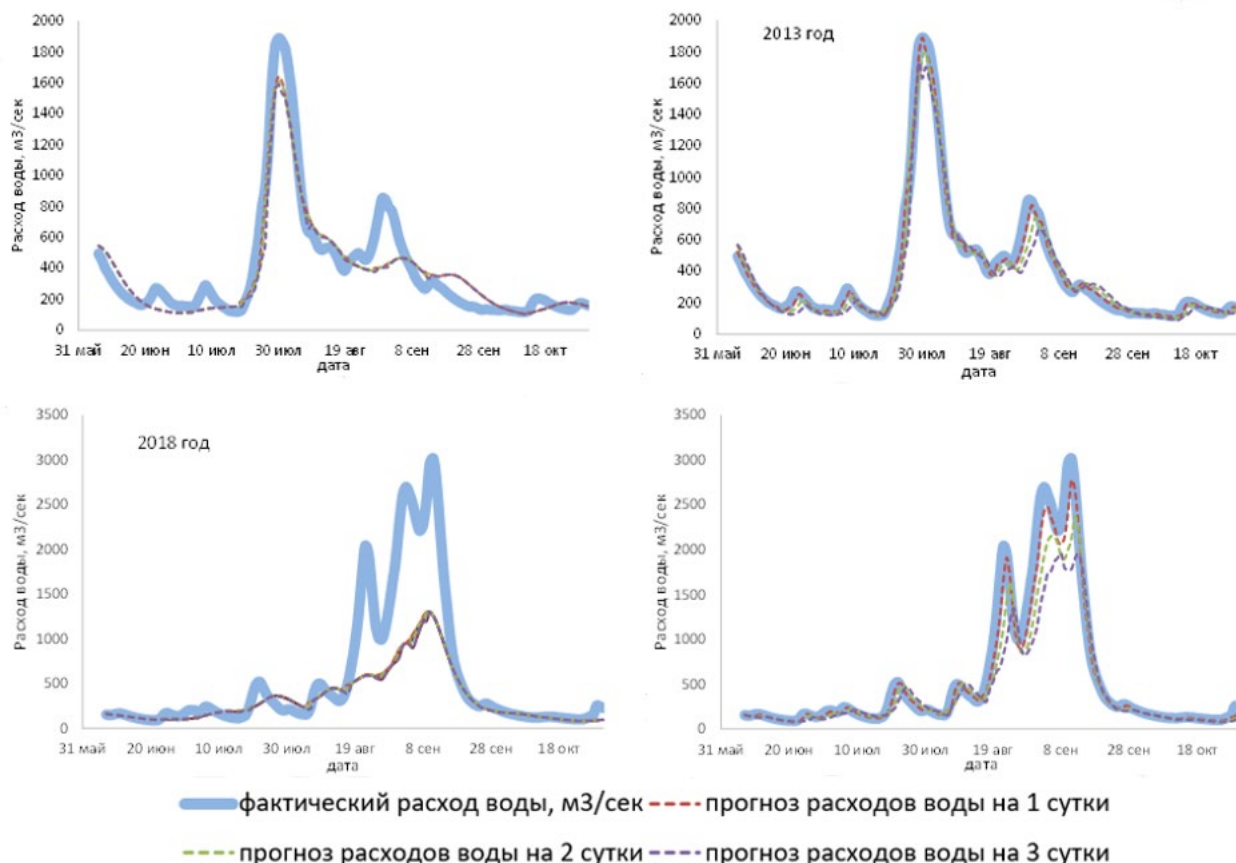 Расход воды, м3/сек
2000
1800
1600
1400
1200
1000
800
600
400
200
0
31 май 20 июн 10 июл 30 июл 19 авг 8 сен 28 сен 18 окт
дата
2013 год
Расход воды, м3/сек
2000
1800
1600
1400
1200
1000
800
600
400
200
0
31 май 20 июн 10 июл 30 июл 19 авг 8 сен 28 сен 18 окт
дата
2018 год
Расход воды, м3/сек
3500
3000
2500
2000
1500
1000
500
0
31 май 20 июн 10 июл 30 июл 19 авг 8 сен 28 сен 18 окт
дата
Расход воды, м3/сек
3500
3000
2500
2000
1500
1000
500
0
31 май 20 июн 10 июл 30 июл 19 авг 8 сен 28 сен 18 окт
дата
фактический расход воды, м3/сек прогноз расходов воды на 1 сутки
прогноз расходов воды на 2 сутки прогноз расходов воды на 3 сутки